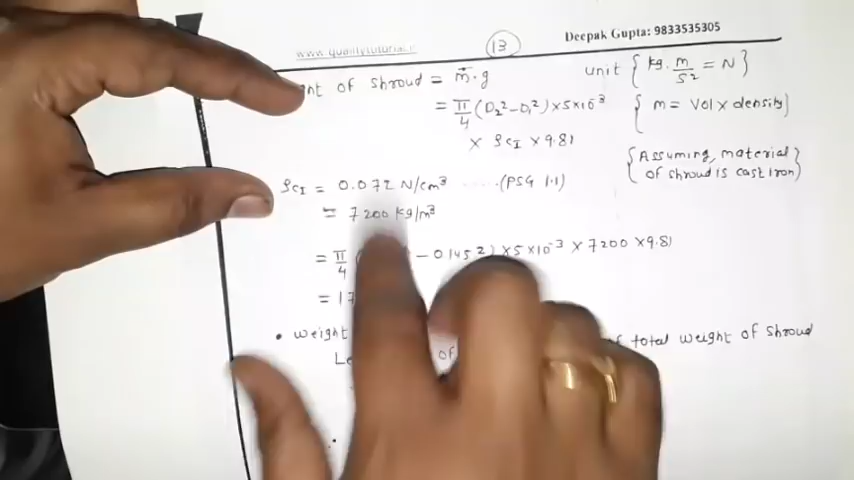 www.qualitytutorial. 13 Deepak Gupta: 9833535305
of shroud = ṁ·g unit { kg. m/s² = N }
= π/4 (D₂² - D₁²) × 5×10⁻³ { m = Vol × density }
× ρCI × 9.81
{ Assuming, material of shroud is cast iron }
ρCI = 0.072 N/cm³ ..... (PSG 1.1)
= 7200 kg/m³
= π/4 ( - 0.145²) × 5×10⁻³ × 7200 × 9.81
= 17
• weight of total weight of shroud
of